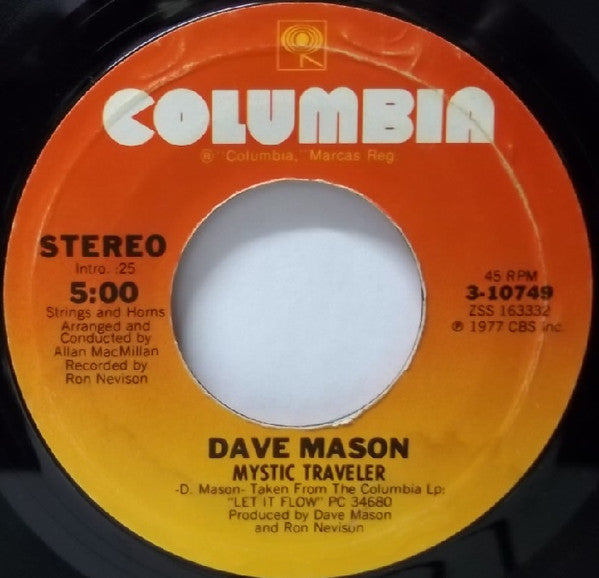 COLUMBIA
® "Columbia," Marcas Reg
STEREO
Intro. :25
5:00
Strings and Horns
Arranged and
Conducted by
Allan MacMillan
Recorded by
Ron Nevison
45 RPM
3-10749
ZSS 163332
℗ 1977 CBS Inc.
DAVE MASON
MYSTIC TRAVELER
-D. Mason- Taken From The Columbia Lp:
"LET IT FLOW" PC 34680
Produced by Dave Mason
and Ron Nevison